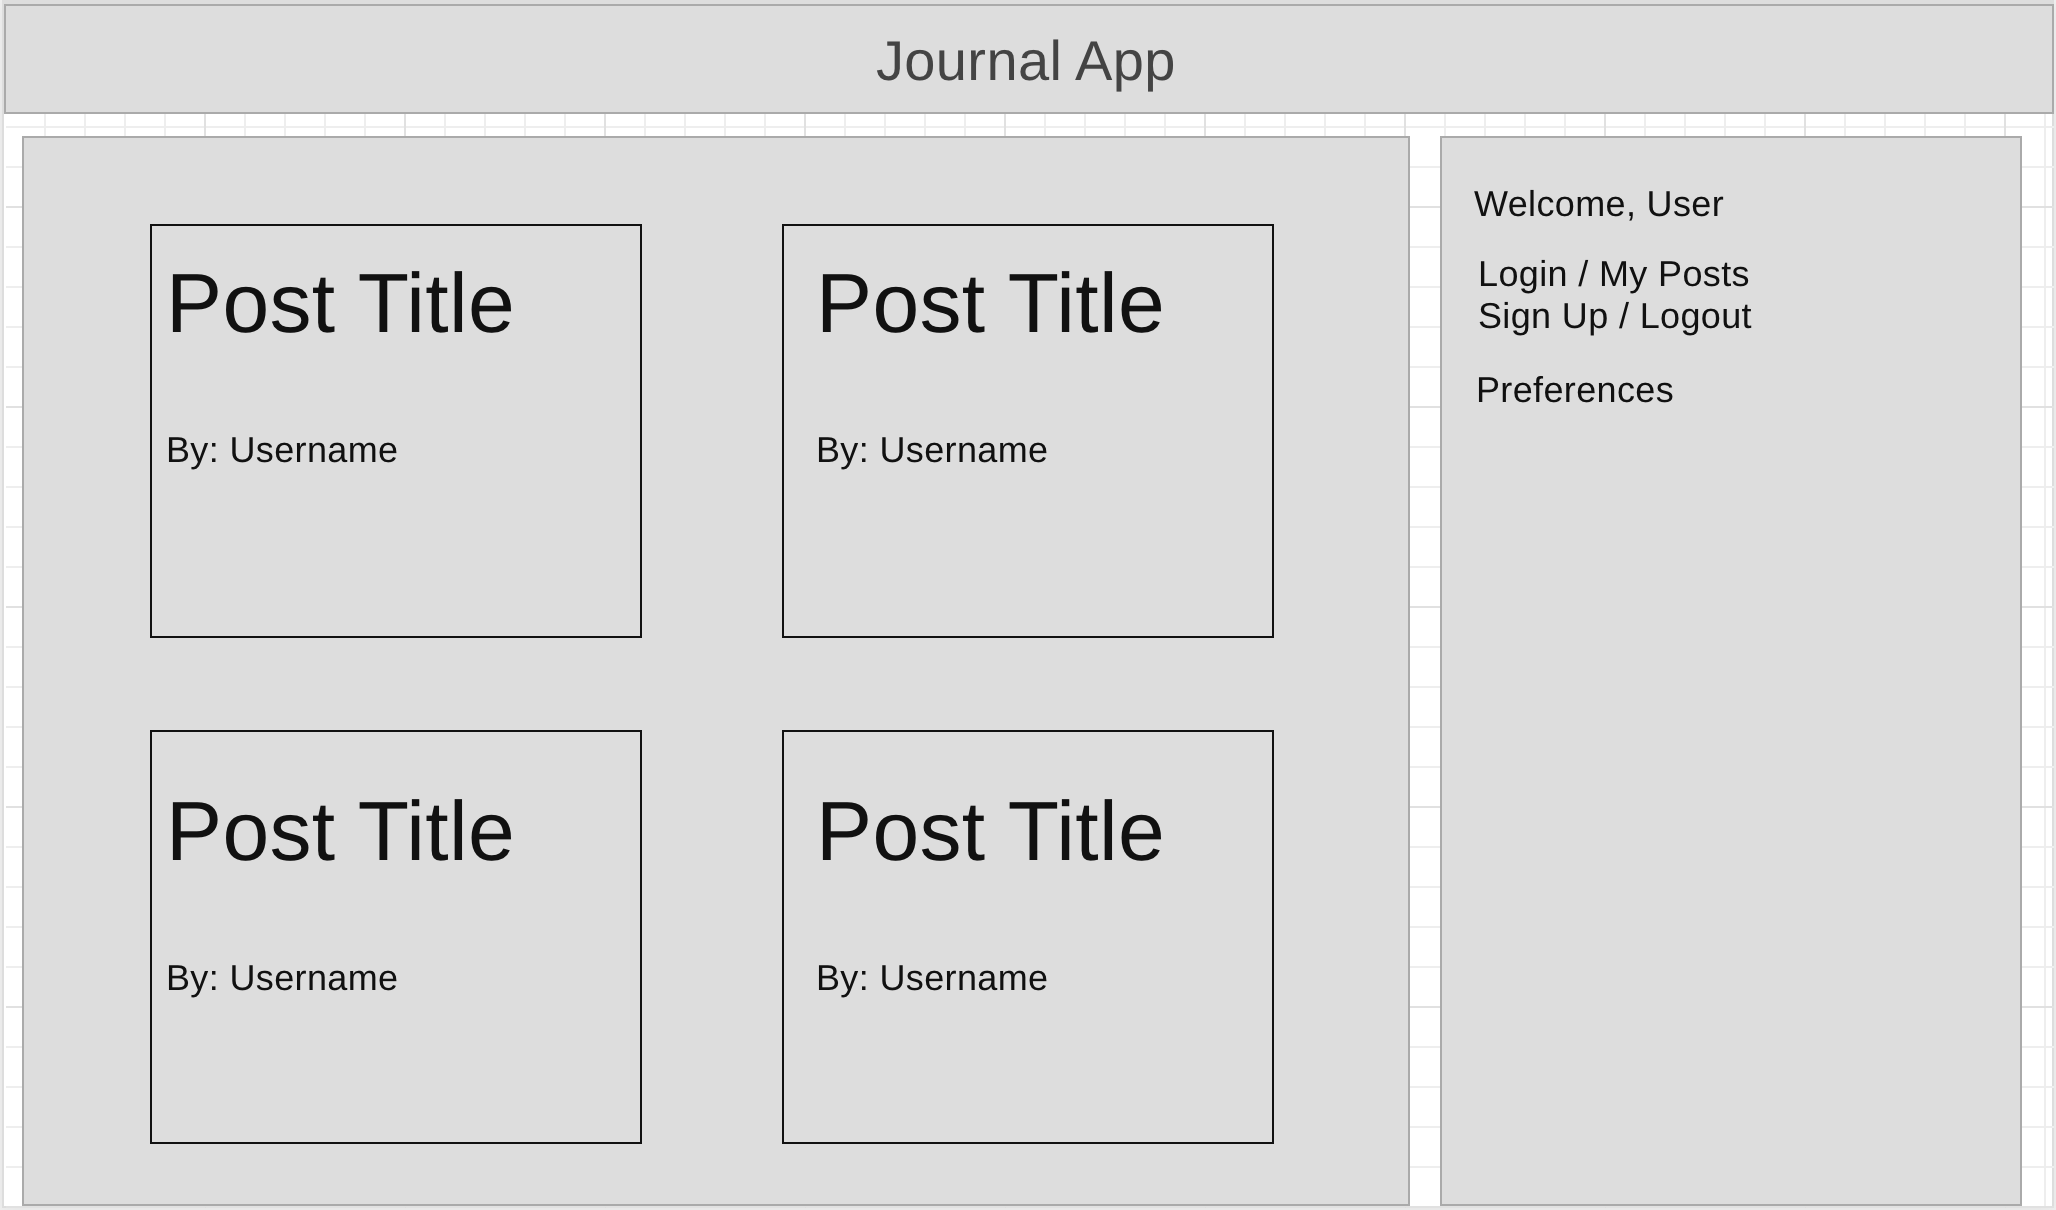 Journal App
Post Title
By: Username
Post Title
By: Username
Post Title
By: Username
Post Title
By: Username
Welcome, User
Login / My Posts
Sign Up / Logout
Preferences